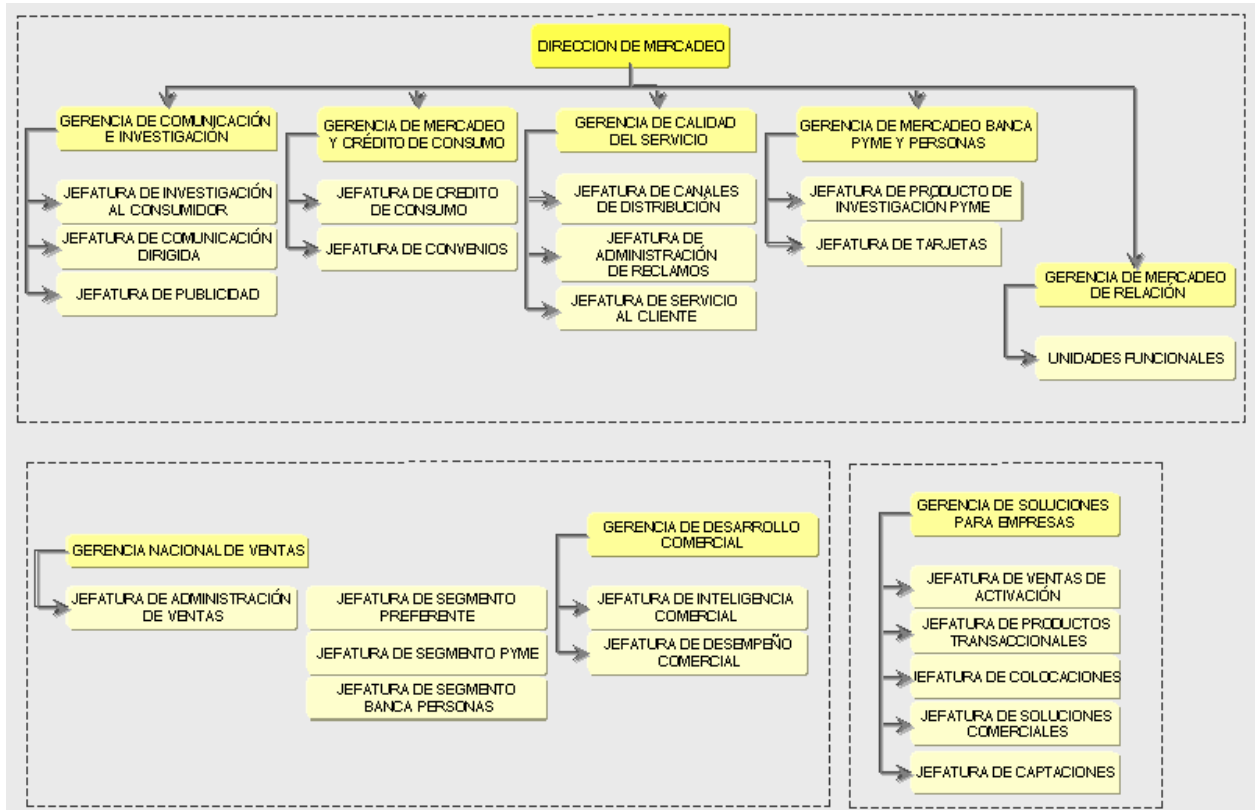 DIRECCION DE MERCADEO
GERENCIA DE COMUNICACIÓN
E INVESTIGACIÓN
JEFATURA DE INVESTIGACIÓN
AL CONSUMIDOR
JEFATURA DE COMUNICACIÓN
DIRIGIDA
JEFATURA DE PUBLICIDAD
GERENCIA DE MERCADEO
Y CRÉDITO DE CONSUMO
JEFATURA DE CREDITO
DE CONSUMO
JEFATURA DE CONVENIOS
GERENCIA DE CALIDAD
DEL SERVICIO
JEFATURA DE CANALES
DE DISTRIBUCIÓN
JEFATURA DE
ADMINISTRACIÓN
DE RECLAMOS
JEFATURA DE SERVICIO
AL CLIENTE
GERENCIA DE MERCADEO BANCA
PYME Y PERSONAS
JEFATURA DE PRODUCTO DE
INVESTIGACIÓN PYME
JEFATURA DE TARJETAS
GERENCIA DE MERCADEO
DE RELACIÓN
UNIDADES FUNCIONALES
GERENCIA NACIONAL DE VENTAS
JEFATURA DE ADMINISTRACIÓN
DE VENTAS
JEFATURA DE SEGMENTO
PREFERENTE
JEFATURA DE SEGMENTO PYME
JEFATURA DE SEGMENTO
BANCA PERSONAS
GERENCIA DE DESARROLLO
COMERCIAL
JEFATURA DE INTELIGENCIA
COMERCIAL
JEFATURA DE DESEMPEÑO
COMERCIAL
GERENCIA DE SOLUCIONES
PARA EMPRESAS
JEFATURA DE VENTAS DE
ACTIVACIÓN
JEFATURA DE PRODUCTOS
TRANSACCIONALES
JEFATURA DE COLOCACIONES
JEFATURA DE SOLUCIONES
COMERCIALES
JEFATURA DE CAPTACIONES